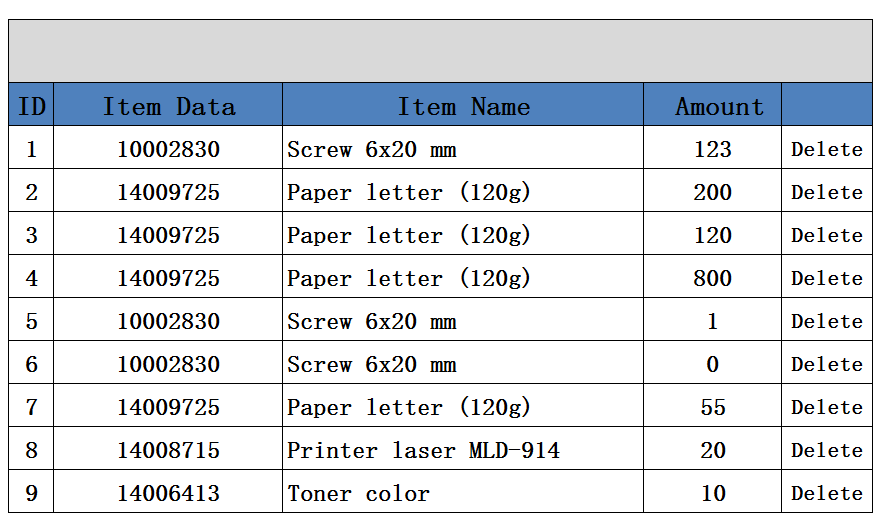 ID Item Data Item Name Amount
1 10002830 Screw 6x20 mm 123 Delete
2 14009725 Paper letter (120g) 200 Delete
3 14009725 Paper letter (120g) 120 Delete
4 14009725 Paper letter (120g) 800 Delete
5 10002830 Screw 6x20 mm 1 Delete
6 10002830 Screw 6x20 mm 0 Delete
7 14009725 Paper letter (120g) 55 Delete
8 14008715 Printer laser MLD-914 20 Delete
9 14006413 Toner color 10 Delete